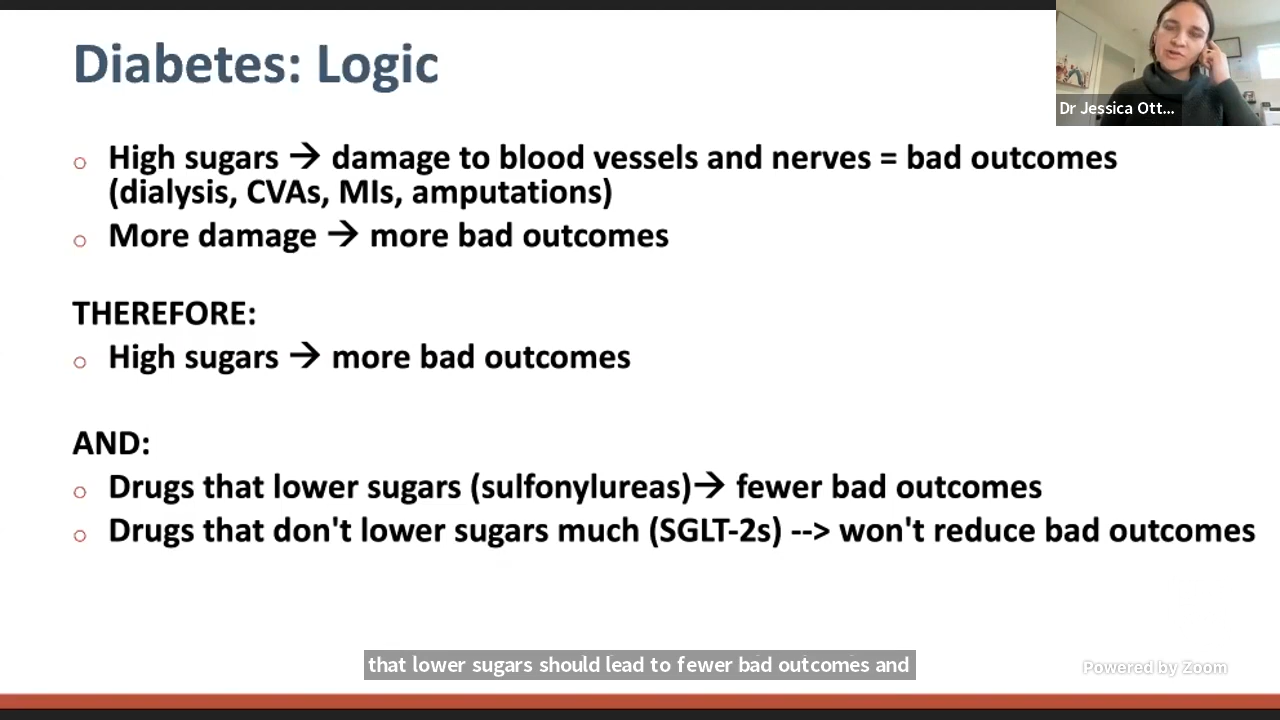 Diabetes: Logic
Dr Jessica Ott...
○ High sugars → damage to blood vessels and nerves = bad outcomes
(dialysis, CVAs, MIs, amputations)
○ More damage → more bad outcomes
THEREFORE:
○ High sugars → more bad outcomes
AND:
○ Drugs that lower sugars (sulfonylureas)→ fewer bad outcomes
○ Drugs that don't lower sugars much (SGLT-2s) --> won't reduce bad outcomes
that lower sugars should lead to fewer bad outcomes and
Powered by Zoom